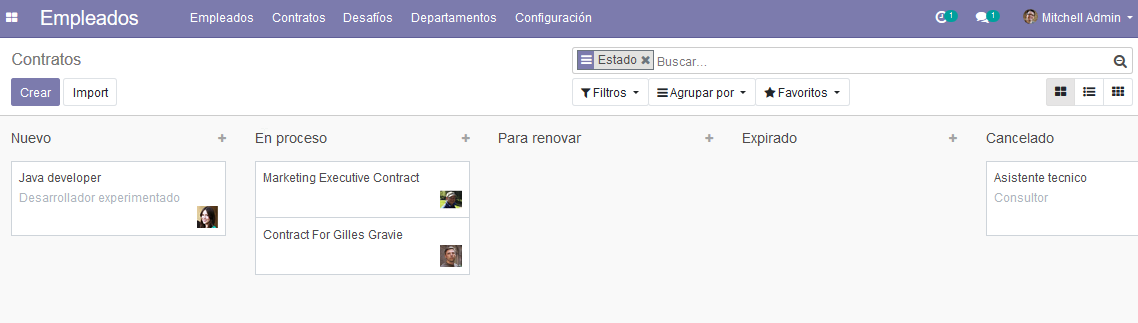 Empleados Empleados Contratos Desafíos Departamentos Configuración 1 1 Mitchell Admin
Contratos Estado Buscar...
Crear Import Filtros Agrupar por Favoritos
Nuevo + En proceso + Para renovar + Expirado + Cancelado
Java developer Marketing Executive Contract Asistente tecnico
Desarrollador experimentado Consultor
Contract For Gilles Gravie